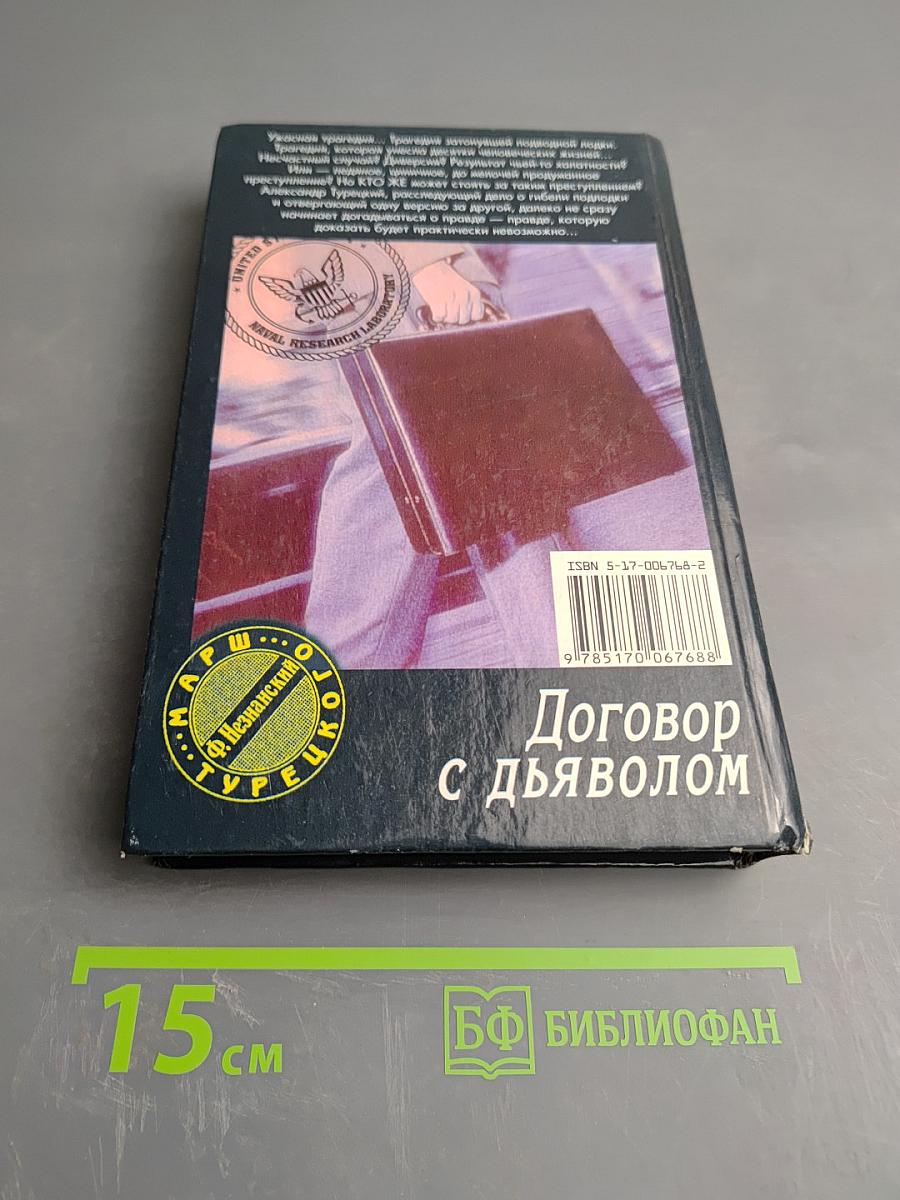 Ужасная трагедия... Трагедия затонувшей подводной лодки.
Трагедия, которая унесла десятки человеческих жизней...
Несчастный случай? Диверсия? Результат чьей-то халатности?
Или — подлое, циничное, до мелочей продуманное
преступление? Но КТО ЖЕ может стоять за таким преступлением?
Александр Турецкий, расследующий дело о гибели подлодки
и отвергающий одну версию за другой, далеко не сразу
начинает догадываться о правде — правде, которую
доказать будет практически невозможно...
UNITED ST
NAVAL RESEARCH LABORATORY
ISBN 5-17-006768-2
9 785170 067688
МАРШ...
ТУРЕЦКОГО
Ф. Незнанский
Договор
с дьяволом
15 см
БФ БИБЛИОФАН